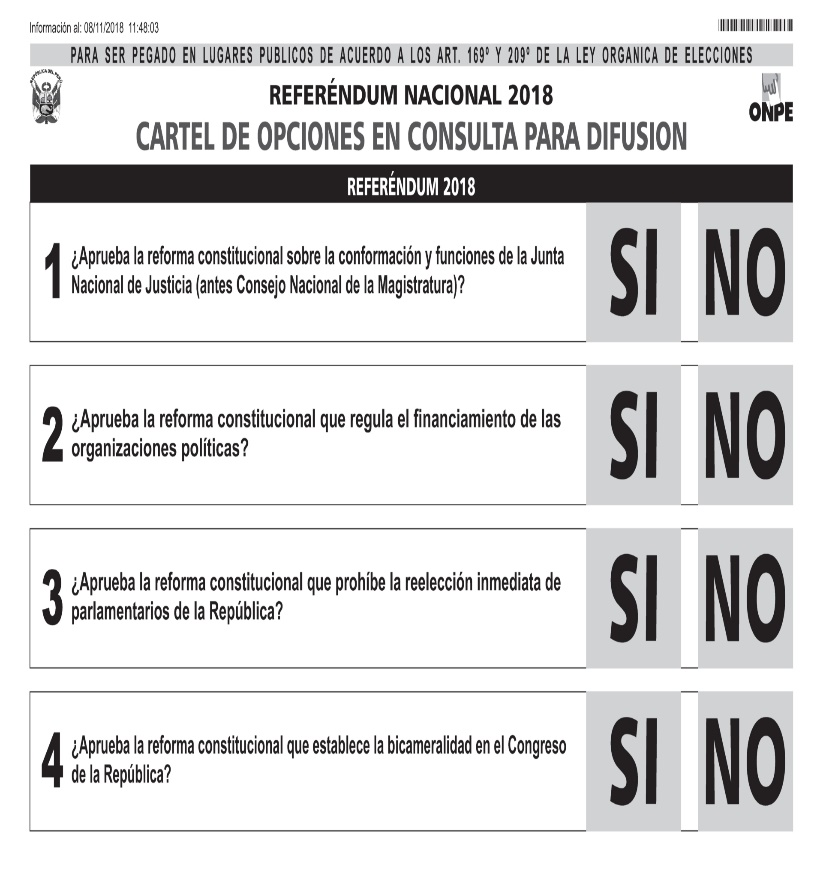 Información al: 08/11/2018 11:48:03
PARA SER PEGADO EN LUGARES PUBLICOS DE ACUERDO A LOS ART. 169º Y 209º DE LA LEY ORGANICA DE ELECCIONES
REPÚBLICA DEL PERÚ
REFERÉNDUM NACIONAL 2018
ONPE
CARTEL DE OPCIONES EN CONSULTA PARA DIFUSION
REFERÉNDUM 2018
1 ¿Aprueba la reforma constitucional sobre la conformación y funciones de la Junta
Nacional de Justicia (antes Consejo Nacional de la Magistratura)?
SI NO
2 ¿Aprueba la reforma constitucional que regula el financiamiento de las
organizaciones políticas?
SI NO
3 ¿Aprueba la reforma constitucional que prohíbe la reelección inmediata de
parlamentarios de la República?
SI NO
4 ¿Aprueba la reforma constitucional que establece la bicameralidad en el Congreso
de la República?
SI NO